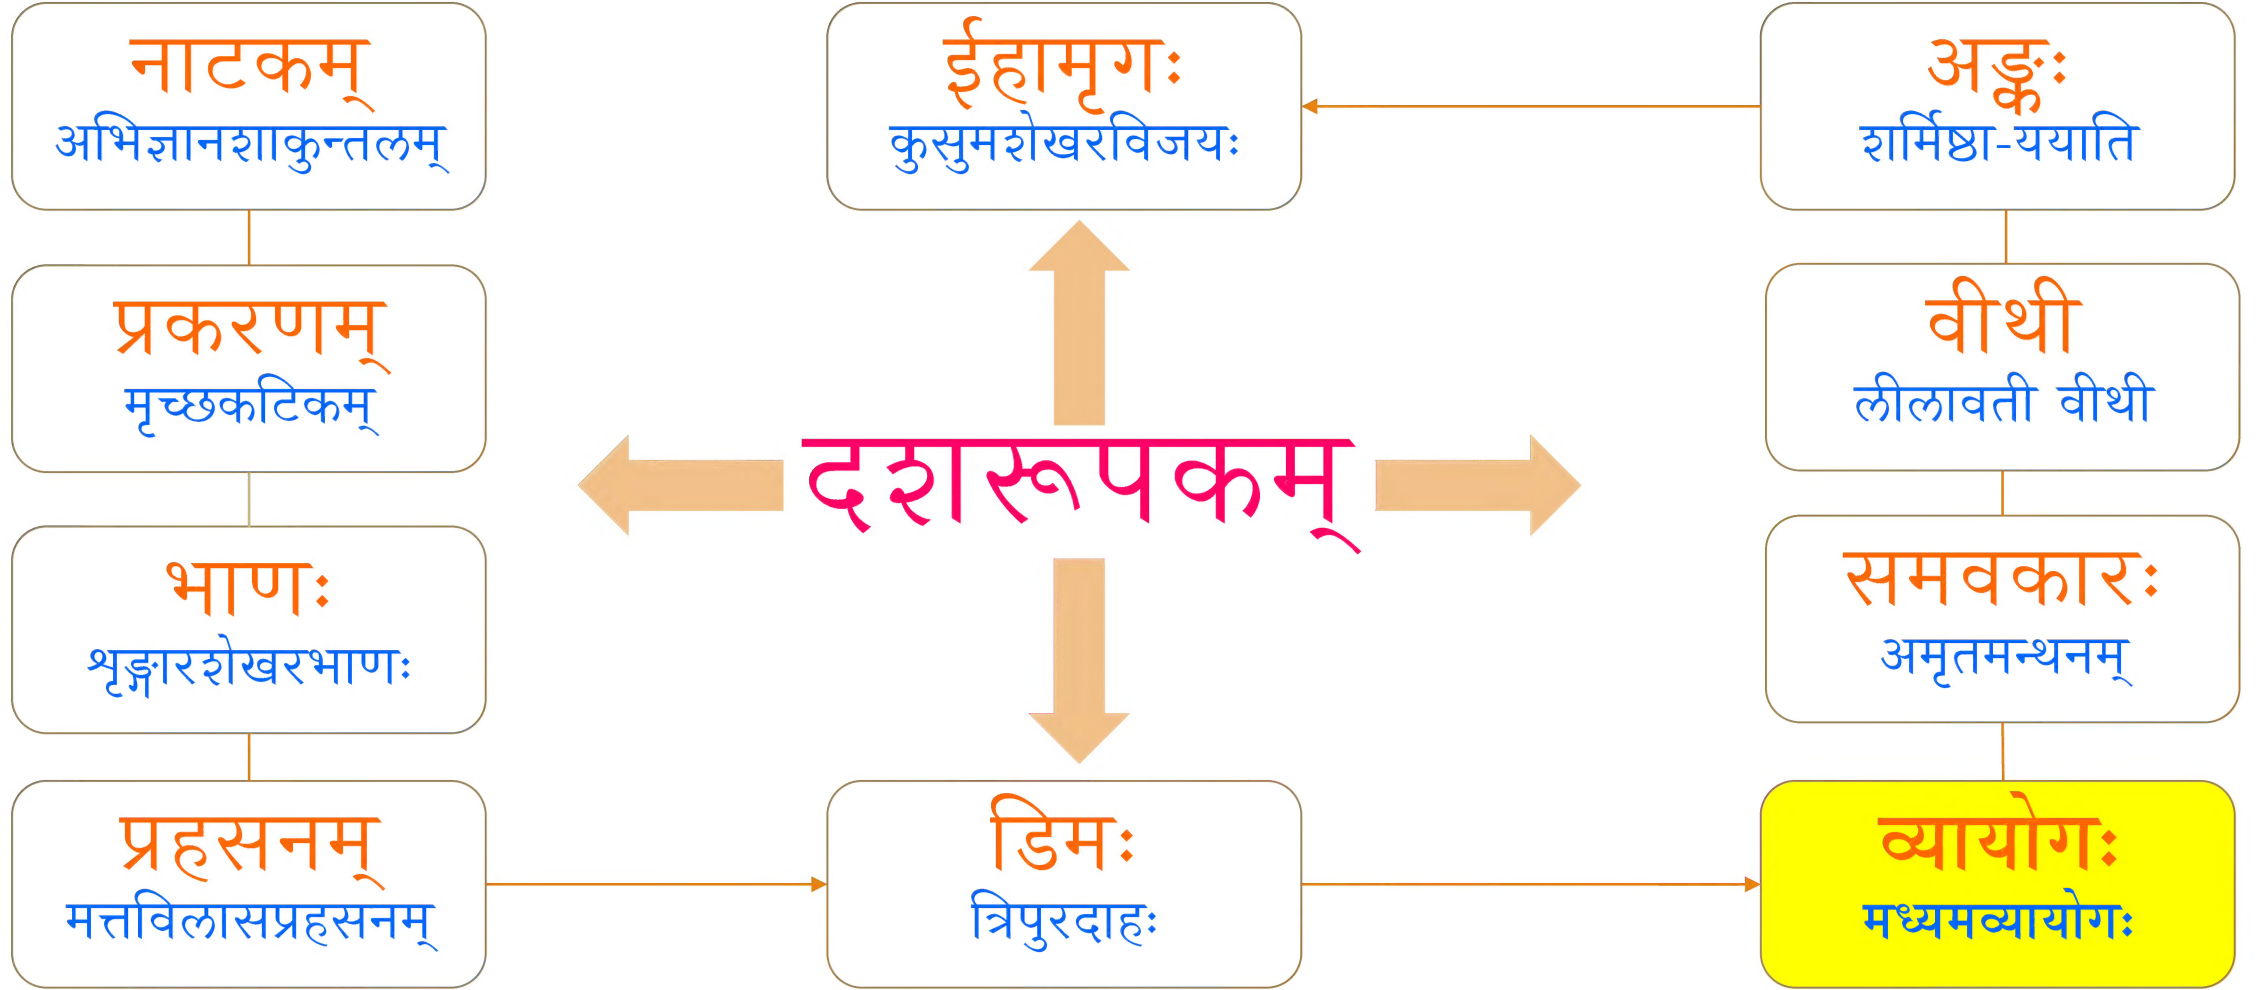 नाटकम्
अभिज्ञानशाकुन्तलम्
प्रकरणम्
मृच्छकटिकम्
भाणः
शृङ्गारशेखरभाणः
प्रहसनम्
मत्तविलासप्रहसनम्
डिमः
त्रिपुरदाहः
व्यायोगः
मध्यमव्यायोगः
समवकारः
अमृतमन्थनम्
वीथी
लीलावती वीथी
अङ्कः
शर्मिष्ठा-ययाति
ईहामृगः
कुसुमशेखरविजयः
दशरूपकम्